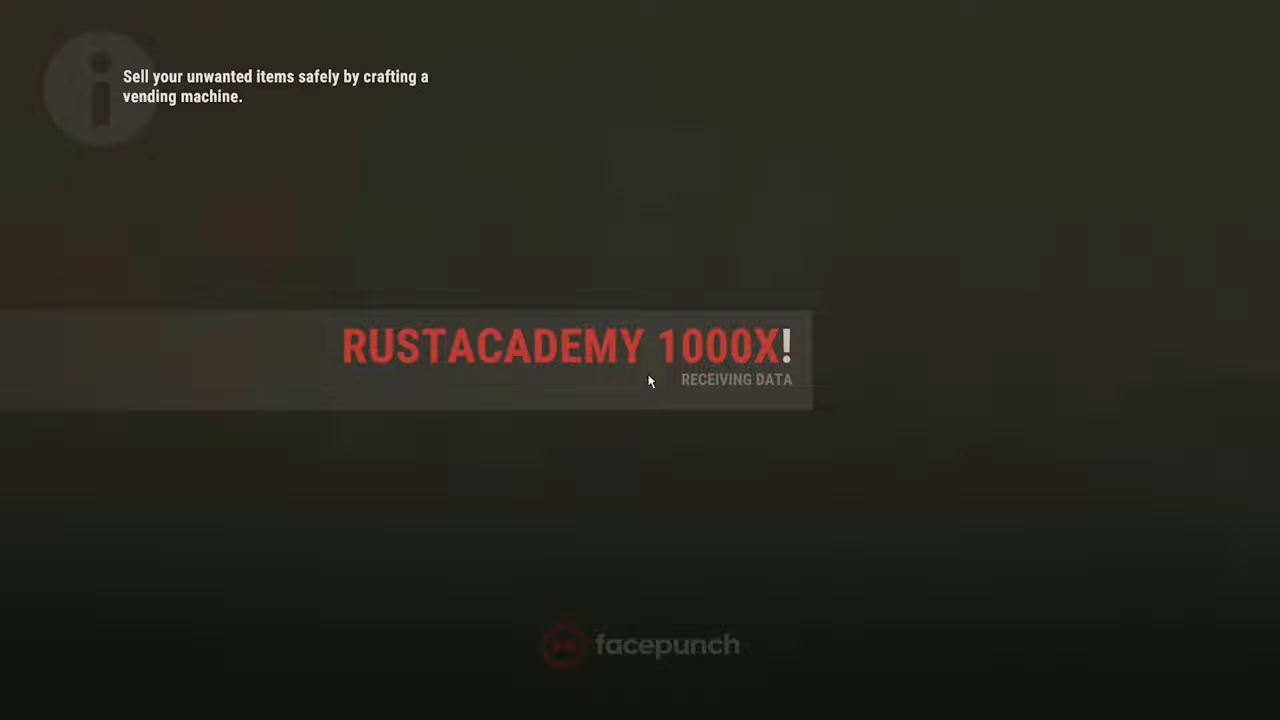 Sell your unwanted items safely by crafting a
vending machine.
RUSTACADEMY 1000X!
RECEIVING DATA
facepunch